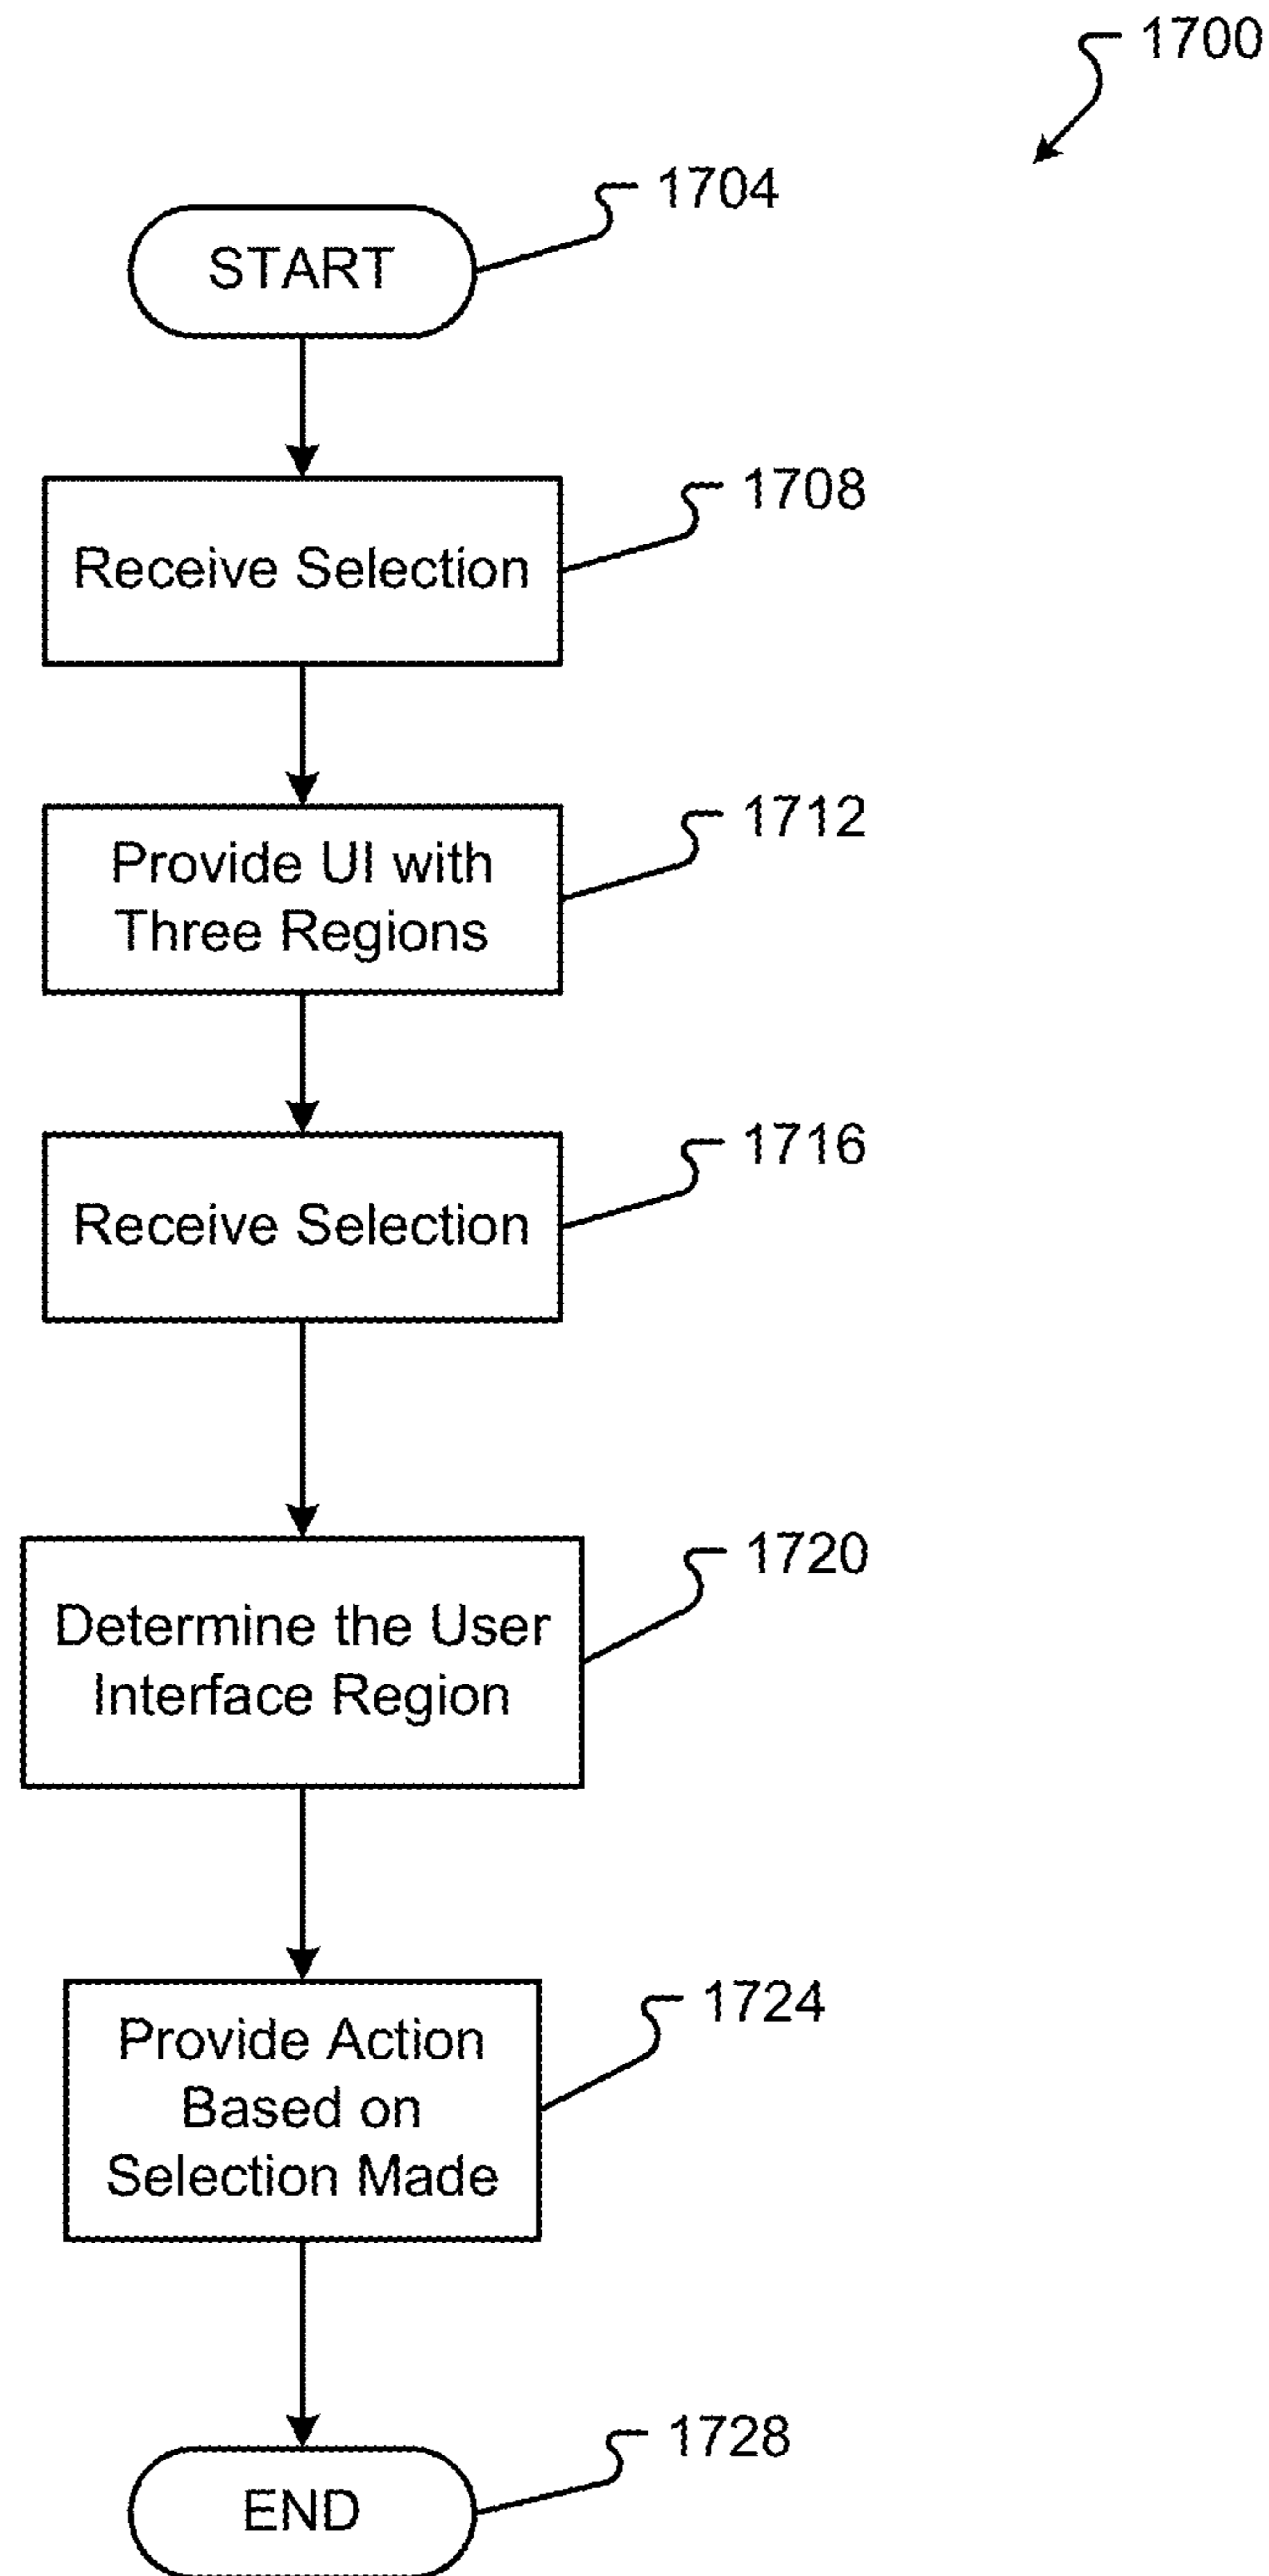 1700
1704
START
1708
Receive Selection
1712
Provide UI with
Three Regions
1716
Receive Selection
1720
Determine the User
Interface Region
1724
Provide Action
Based on
Selection Made
1728
END